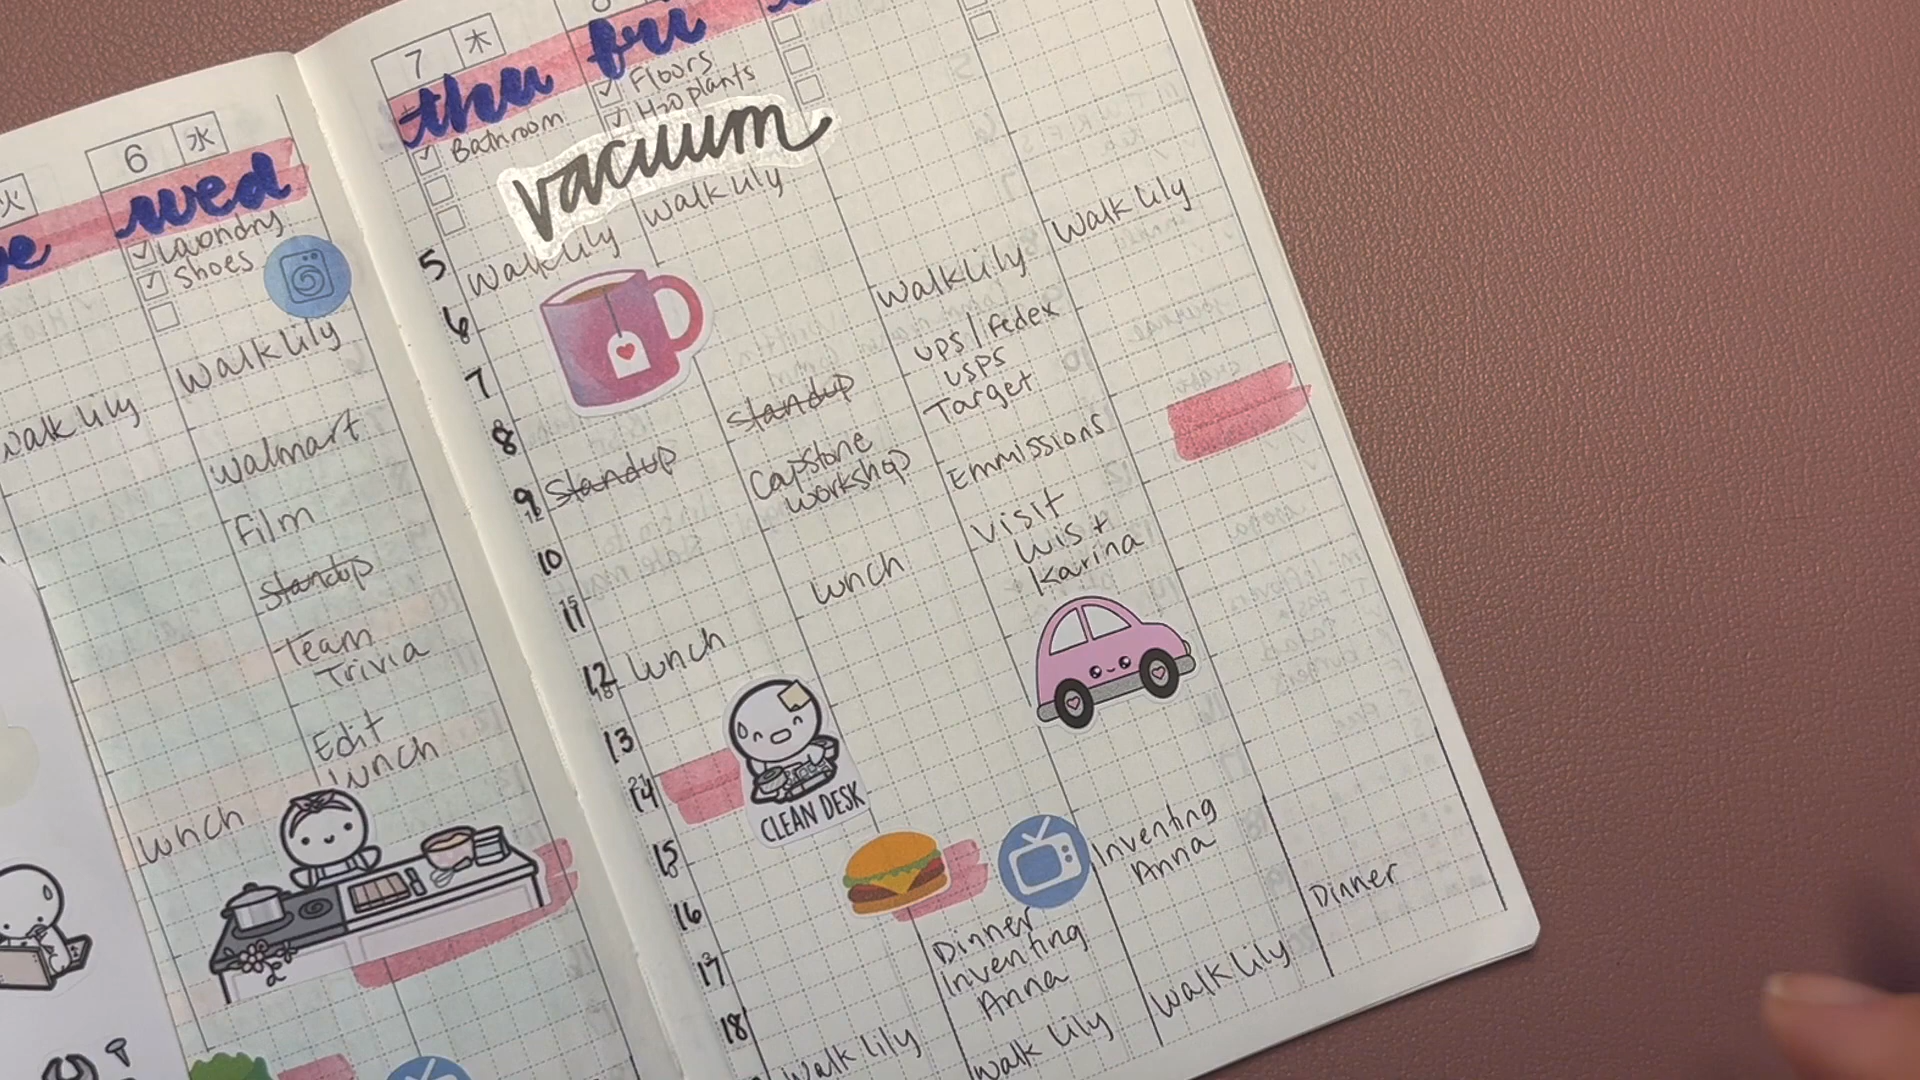 6 水
wed
Laundry
Shoes
Walk Lily
Walmart
Film
Standup
Team
Trivia
Edit
Lunch
Walk Lily
Lunch
7 木
thu
Bathroom
vacuum
5
6
7
8
9
10
11
12
13
14
15
16
17
18
Walk Lily
Standup
Lunch
CLEAN DESK
Walk Lily
fri
Floors
H2O plants
Walk Lily
Standup
Capstone
workshop
Lunch
Dinner
Inventing
Anna
Walk Lily
Walk Lily
UPS/Fedex
USPS
Target
Emmissions
Visit
Wis +
Karina
Inventing
Anna
Walk Lily
Walk Lily
Dinner